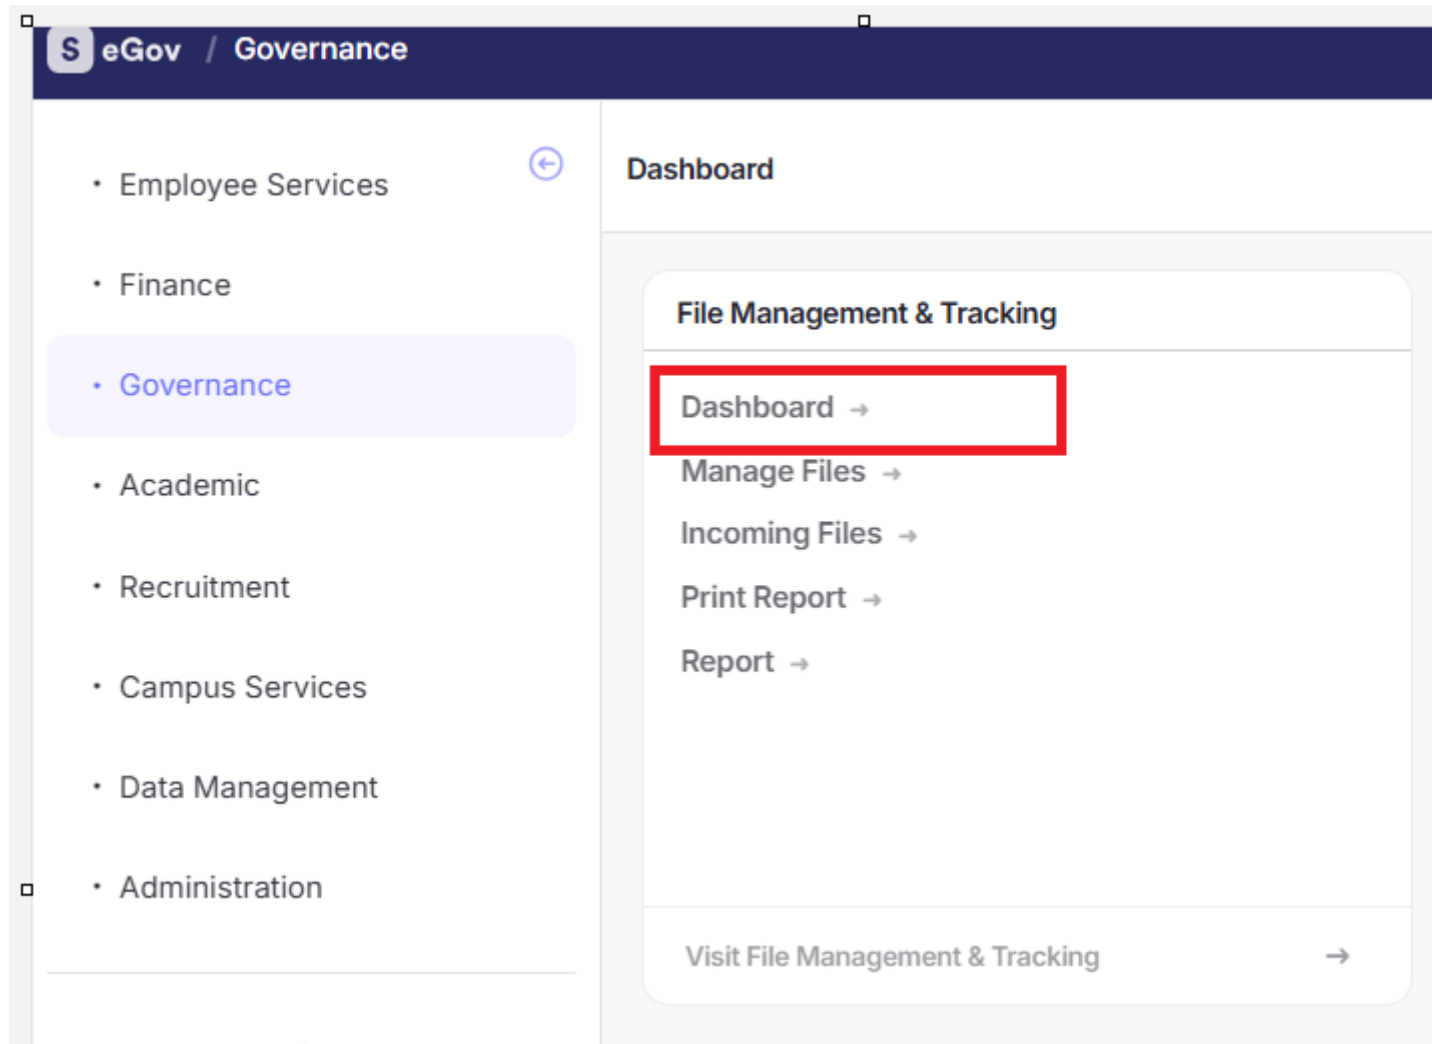 S eGov / Governance
• Employee Services
• Finance
• Governance
• Academic
• Recruitment
• Campus Services
• Data Management
• Administration
Dashboard
File Management & Tracking
Dashboard →
Manage Files →
Incoming Files →
Print Report →
Report →
Visit File Management & Tracking →